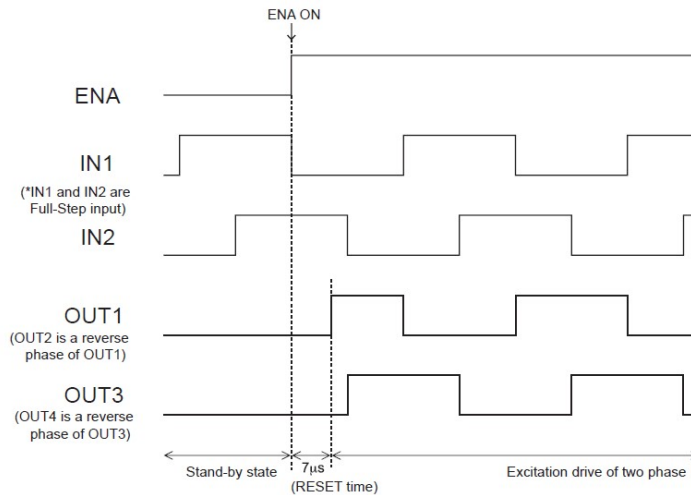 ENA ON
ENA
IN1
(*IN1 and IN2 are
Full-Step input)
IN2
OUT1
(OUT2 is a reverse
phase of OUT1)
OUT3
(OUT4 is a reverse
phase of OUT3)
Stand-by state
7μs
(RESET time)
Excitation drive of two phase